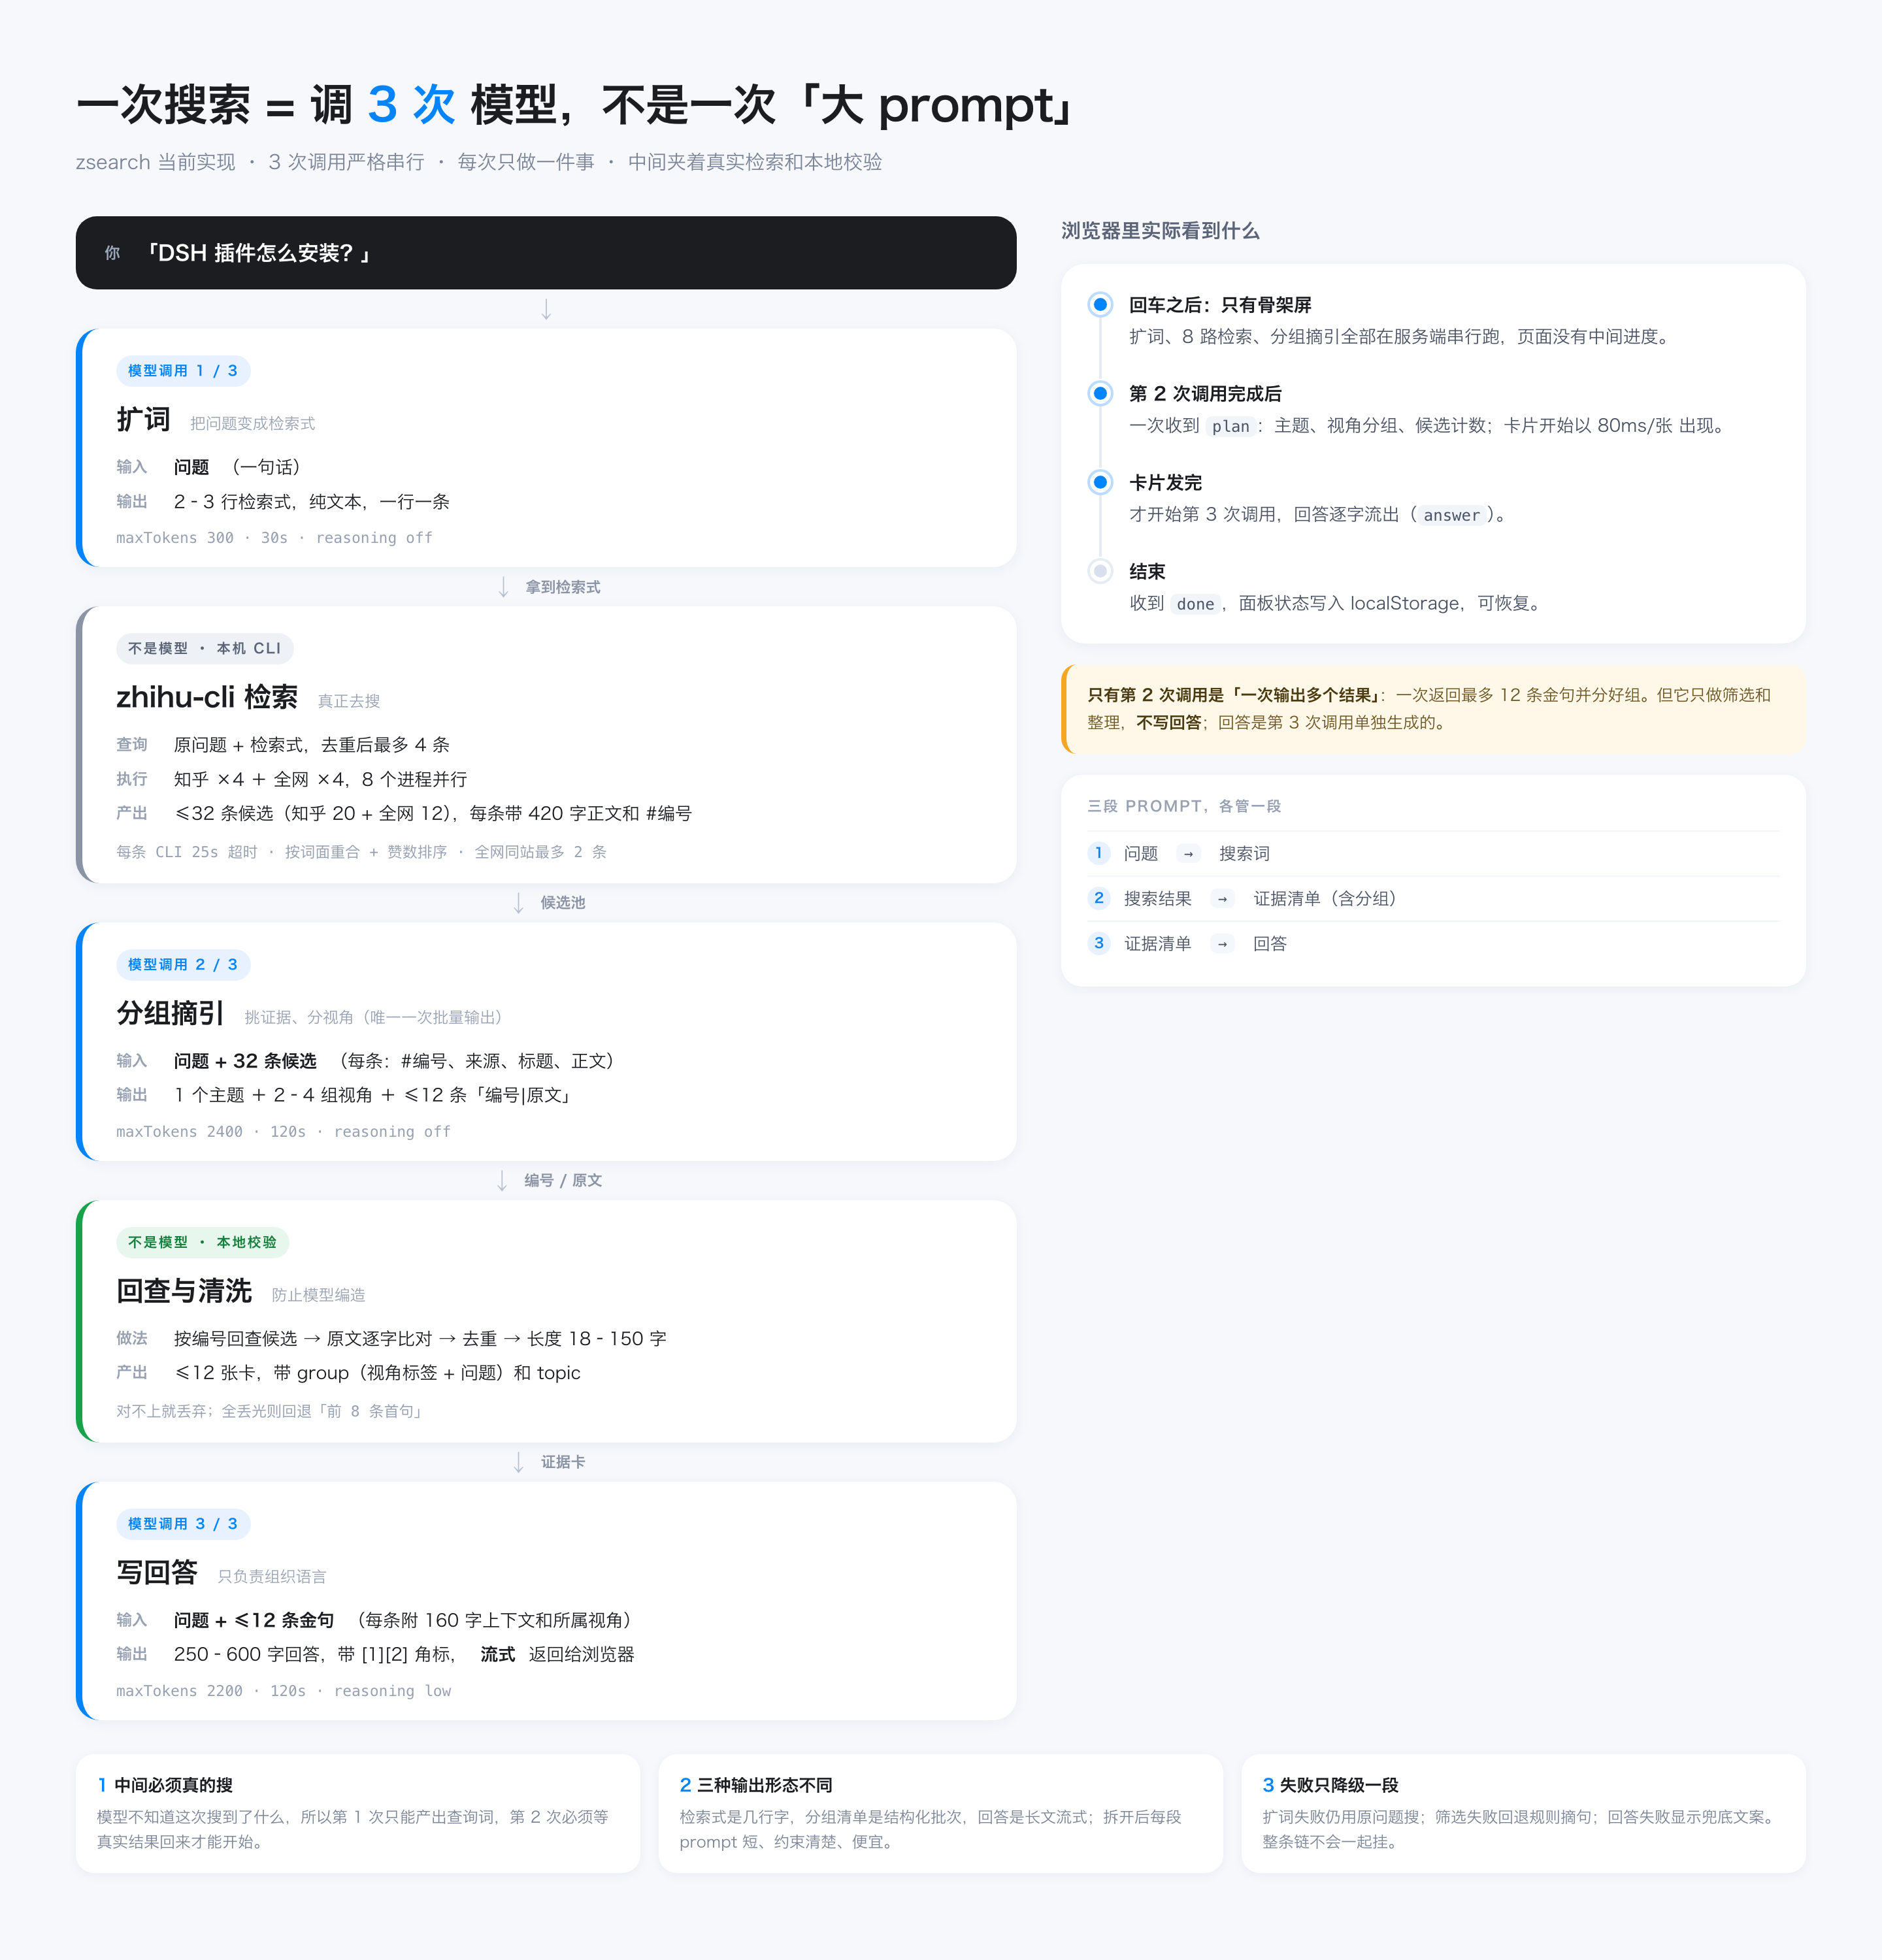 一次搜索 = 调 3 次 模型，不是一次「大 prompt」
zsearch 当前实现 · 3 次调用严格串行 · 每次只做一件事 · 中间夹着真实检索和本地校验
你 「DSH 插件怎么安装？」
↓
模型调用 1 / 3
扩词 把问题变成检索式
输入 问题 （一句话）
输出 2 - 3 行检索式，纯文本，一行一条
maxTokens 300 · 30s · reasoning off
↓ 拿到检索式
不是模型 · 本机 CLI
zhihu-cli 检索 真正去搜
查询 原问题 + 检索式，去重后最多 4 条
执行 知乎 ×4 ＋ 全网 ×4，8 个进程并行
产出 ≤32 条候选（知乎 20 + 全网 12），每条带 420 字正文和 #编号
每条 CLI 25s 超时 · 按词面重合 + 赞数排序 · 全网同站最多 2 条
↓ 候选池
模型调用 2 / 3
分组摘引 挑证据、分视角（唯一一次批量输出）
输入 问题 + 32 条候选 （每条：#编号、来源、标题、正文）
输出 1 个主题 ＋ 2 - 4 组视角 ＋ ≤12 条「编号|原文」
maxTokens 2400 · 120s · reasoning off
↓ 编号 / 原文
不是模型 · 本地校验
回查与清洗 防止模型编造
做法 按编号回查候选 → 原文逐字比对 → 去重 → 长度 18 - 150 字
产出 ≤12 张卡，带 group（视角标签 + 问题）和 topic
对不上就丢弃；全丢光则回退「前 8 条首句」
↓ 证据卡
模型调用 3 / 3
写回答 只负责组织语言
输入 问题 + ≤12 条金句 （每条附 160 字上下文和所属视角）
输出 250 - 600 字回答，带 [1][2] 角标， 流式 返回给浏览器
maxTokens 2200 · 120s · reasoning low
浏览器里实际看到什么
回车之后：只有骨架屏
扩词、8 路检索、分组摘引全部在服务端串行跑，页面没有中间进度。
第 2 次调用完成后
一次收到 plan：主题、视角分组、候选计数；卡片开始以 80ms/张 出现。
卡片发完
才开始第 3 次调用，回答逐字流出（answer）。
结束
收到 done，面板状态写入 localStorage，可恢复。
只有第 2 次调用是「一次输出多个结果」：一次返回最多 12 条金句并分好组。但它只做筛选和
整理，不写回答；回答是第 3 次调用单独生成的。
三段 PROMPT，各管一段
1 问题 → 搜索词
2 搜索结果 → 证据清单（含分组）
3 证据清单 → 回答
1 中间必须真的搜
模型不知道这次搜到了什么，所以第 1 次只能产出查询词，第 2 次必须等
真实结果回来才能开始。
2 三种输出形态不同
检索式是几行字，分组清单是结构化批次，回答是长文流式；拆开后每段
prompt 短、约束清楚、便宜。
3 失败只降级一段
扩词失败仍用原问题搜；筛选失败回退规则摘句；回答失败显示兜底文案。
整条链不会一起挂。